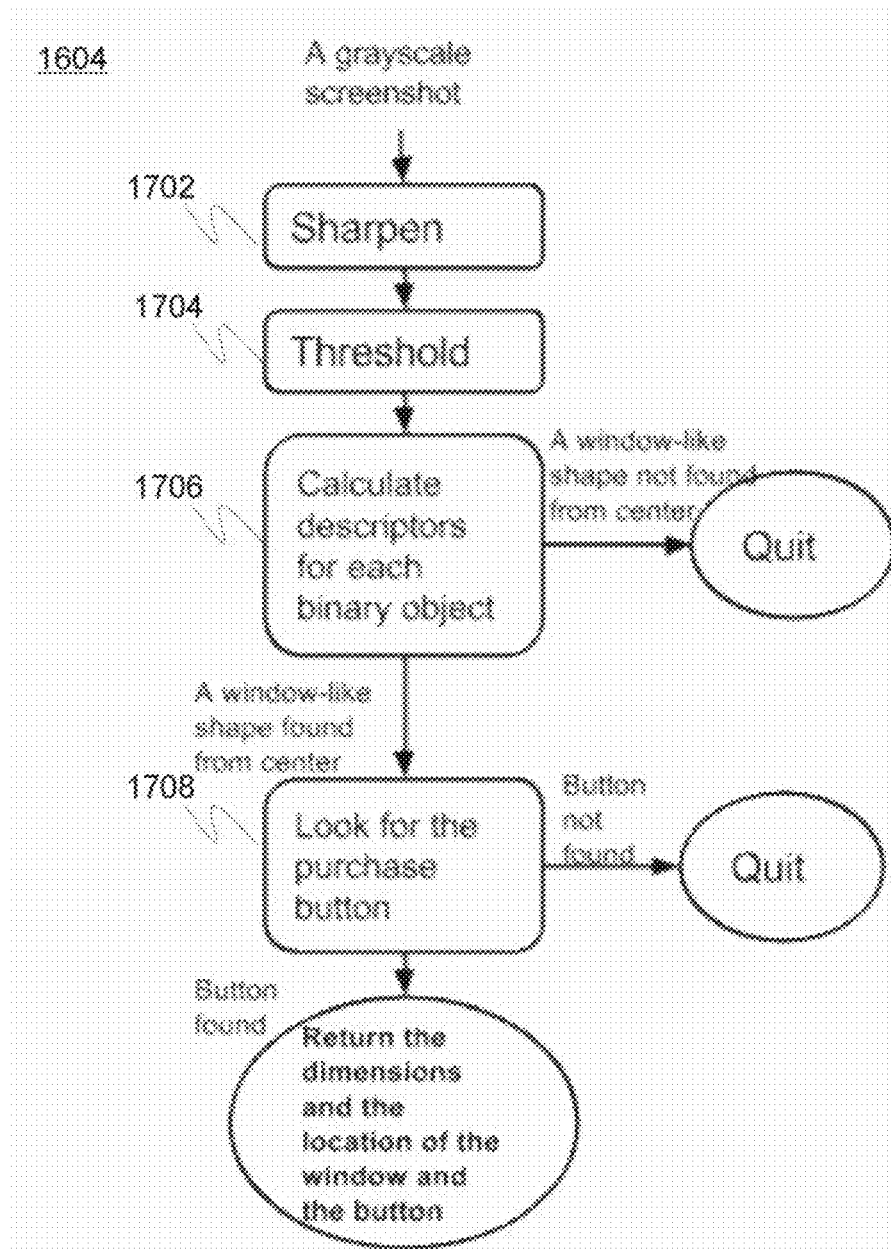 1604
A grayscale
screenshot
1702
Sharpen
1704
Threshold
1706
Calculate
descriptors
for each
binary object
A window-like
shape not found
from center
Quit
A window-like
shape found
from center
1708
Look for the
purchase
button
Button
not
found
Quit
Button
found
Return the
dimensions
and the
location of the
window and
the button